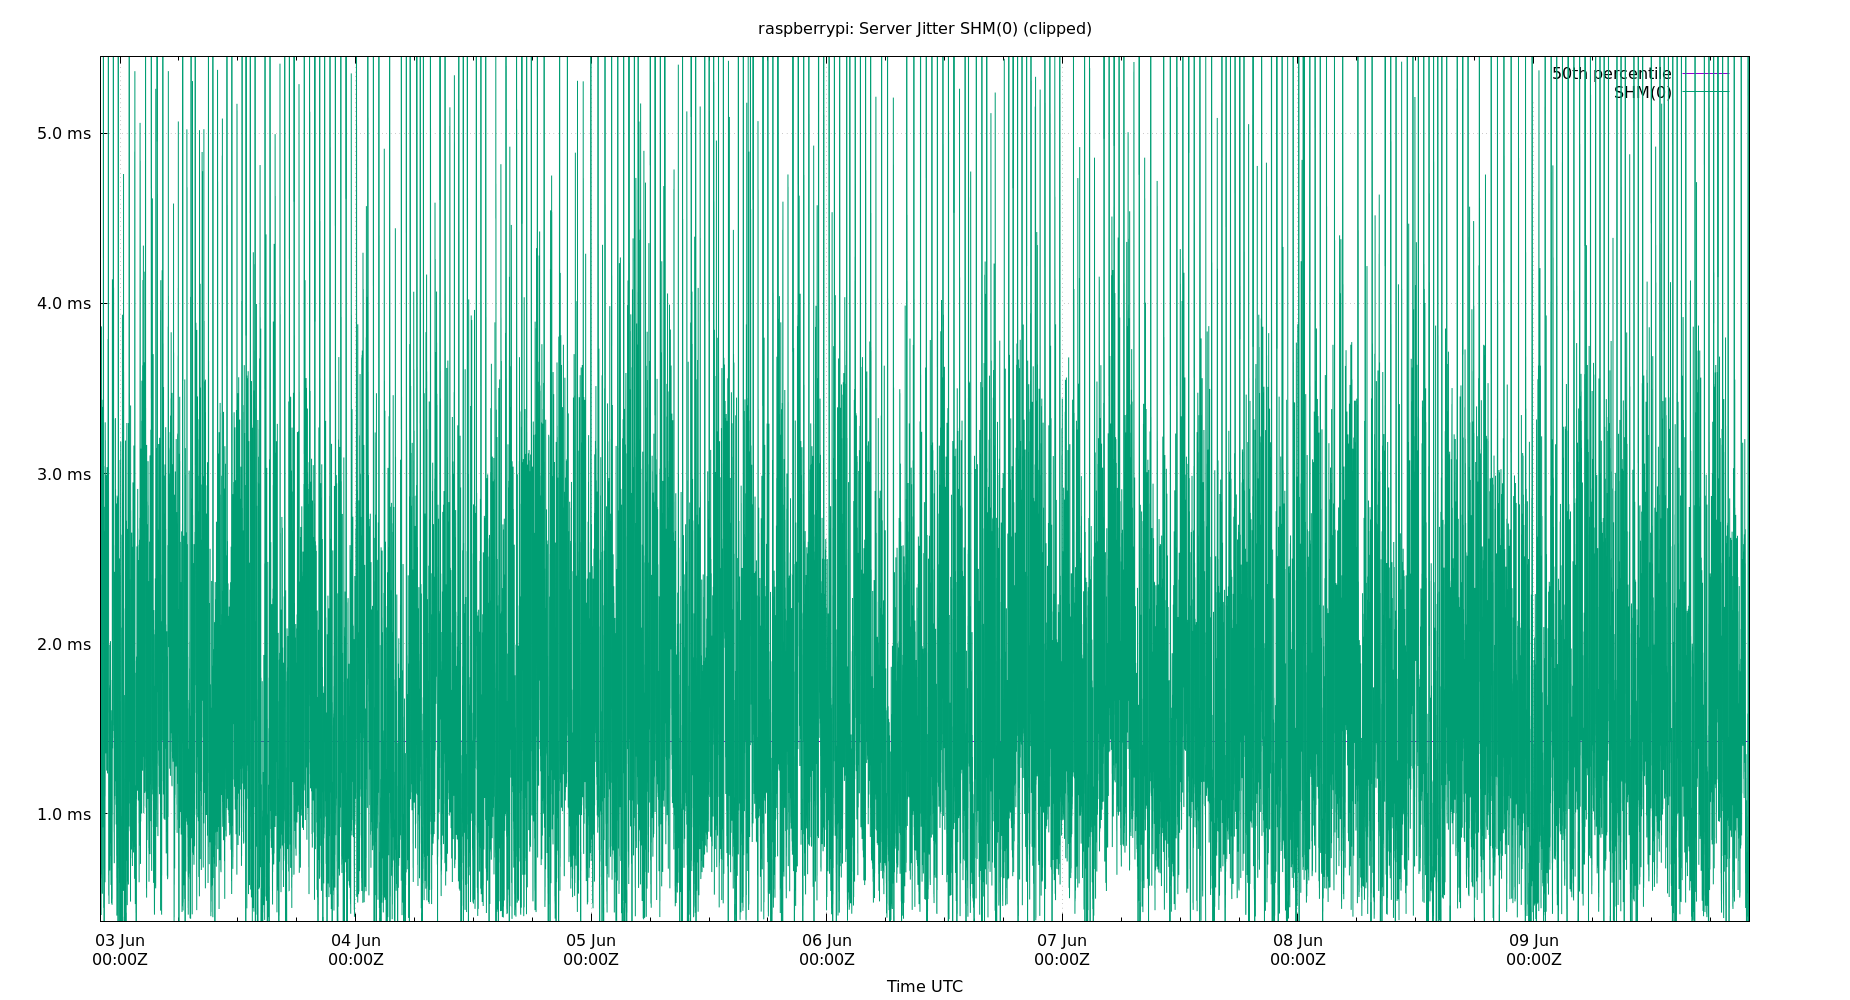 raspberrypi: Server Jitter SHM(0) (clipped)
50th percentile
SHM(0)
5.0 ms
4.0 ms
3.0 ms
2.0 ms
1.0 ms
03 Jun 04 Jun 05 Jun 06 Jun 07 Jun 08 Jun 09 Jun
00:00Z 00:00Z 00:00Z 00:00Z 00:00Z 00:00Z 00:00Z
Time UTC